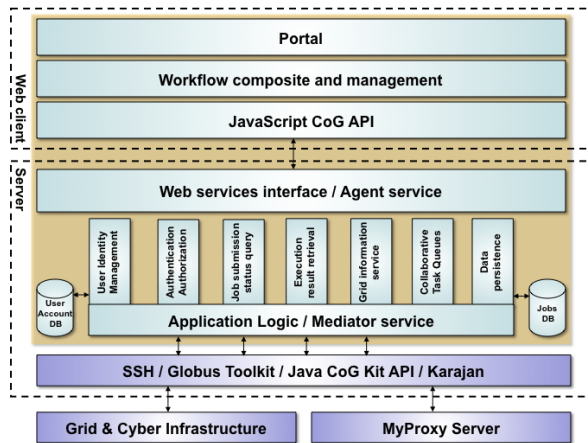 Web client
Portal
Workflow composite and management
JavaScript CoG API
Server
Web services interface / Agent service
User Identity
Management
Authentication
Authorization
Job submission
status query
Execution
result retrieval
Grid information
service
Collaborative
Task Queues
Data
persistence
User
Account
DB
Jobs
DB
Application Logic / Mediator service
SSH / Globus Toolkit / Java CoG Kit API / Karajan
Grid & Cyber Infrastructure
MyProxy Server